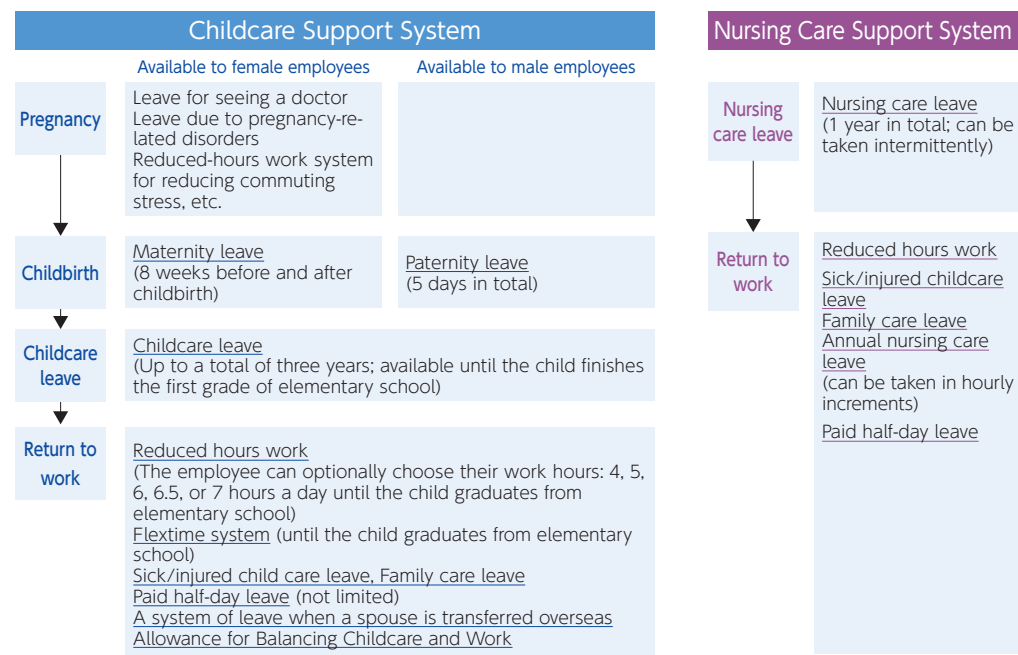 Childcare Support System
Available to female employees
Available to male employees
Pregnancy
Leave for seeing a doctor
Leave due to pregnancy-re-
lated disorders
Reduced-hours work system
for reducing commuting
stress, etc.
Childbirth
Maternity leave
(8 weeks before and after
childbirth)
Paternity leave
(5 days in total)
Childcare
leave
Childcare leave
(Up to a total of three years; available until the child finishes
the first grade of elementary school)
Return to
work
Reduced hours work
(The employee can optionally choose their work hours: 4, 5,
6, 6.5, or 7 hours a day until the child graduates from
elementary school)
Flextime system (until the child graduates from elementary
school)
Sick/injured child care leave, Family care leave
Paid half-day leave (not limited)
A system of leave when a spouse is transferred overseas
Allowance for Balancing Childcare and Work
Nursing Care Support System
Nursing
care leave
Nursing care leave
(1 year in total; can be
taken intermittently)
Return to
work
Reduced hours work
Sick/injured childcare
leave
Family care leave
Annual nursing care
leave
(can be taken in hourly
increments)
Paid half-day leave